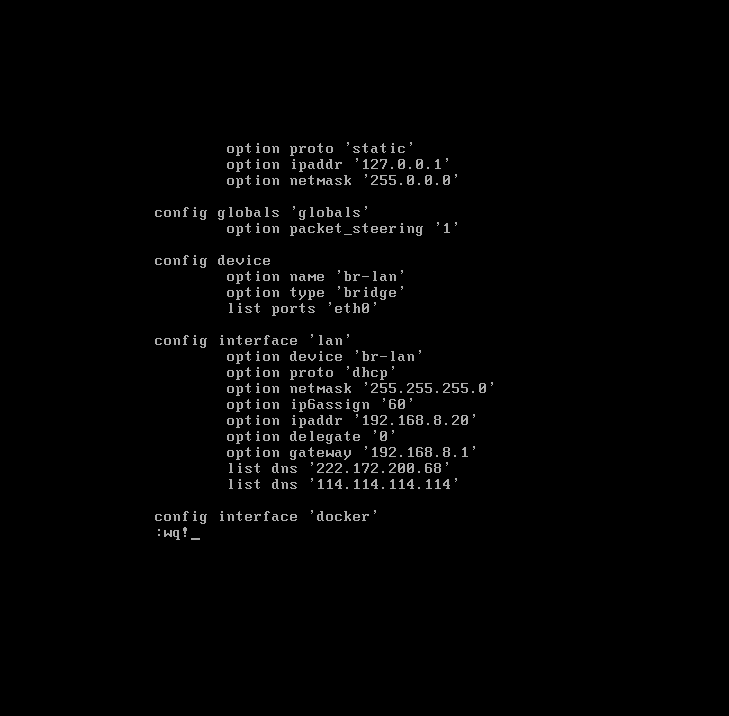 option proto 'static'
option ipaddr '127.0.0.1'
option netmask '255.0.0.0'
config globals 'globals'
option packet_steering '1'
config device
option name 'br-lan'
option type 'bridge'
list ports 'eth0'
config interface 'lan'
option device 'br-lan'
option proto 'dhcp'
option netmask '255.255.255.0'
option ip6assign '60'
option ipaddr '192.168.8.20'
option delegate '0'
option gateway '192.168.8.1'
list dns '222.172.200.68'
list dns '114.114.114.114'
config interface 'docker'
:wq!_